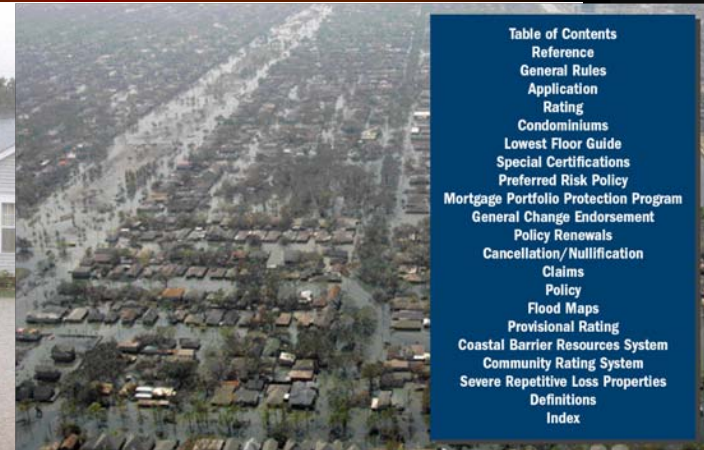 Table of Contents
Reference
General Rules
Application
Rating
Condominiums
Lowest Floor Guide
Special Certifications
Preferred Risk Policy
Mortgage Portfolio Protection Program
General Change Endorsement
Policy Renewals
Cancellation/Nullification
Claims
Policy
Flood Maps
Provisional Rating
Coastal Barrier Resources System
Community Rating System
Severe Repetitive Loss Properties
Definitions
Index